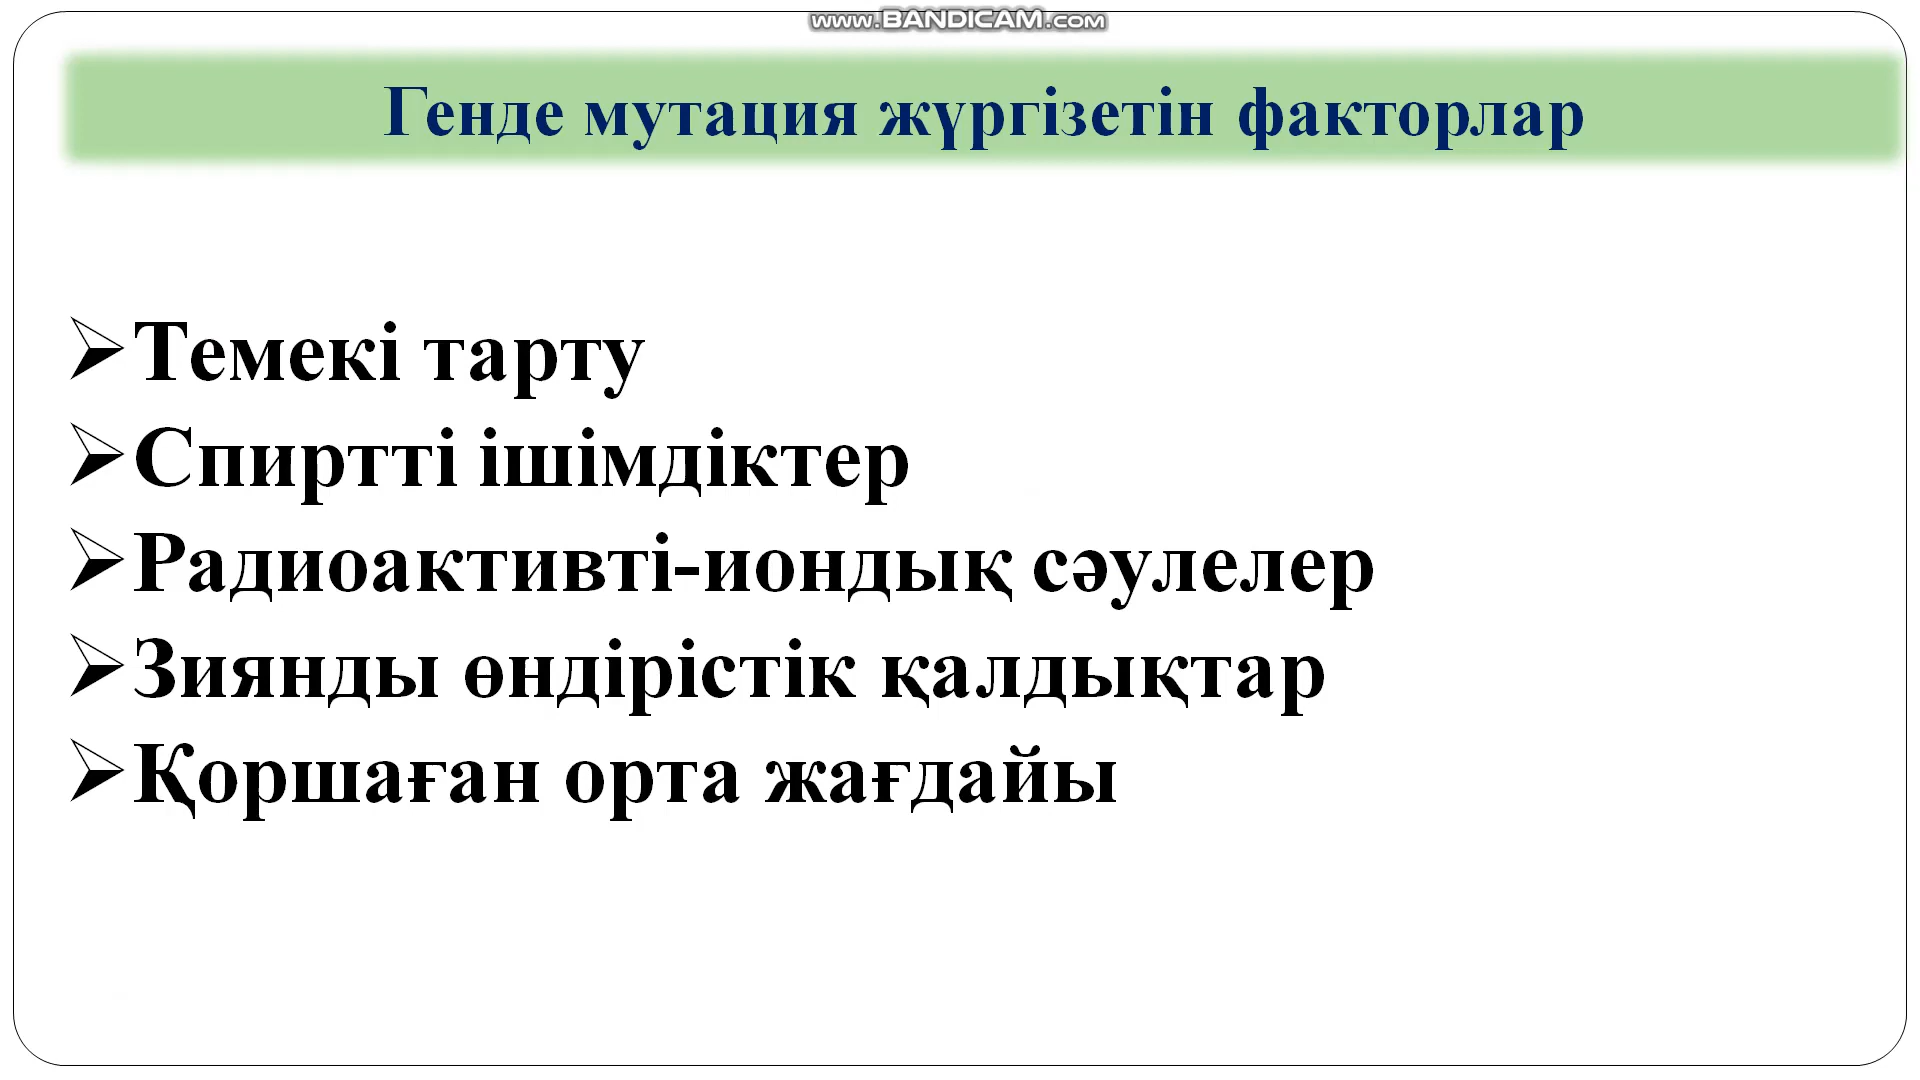 www.BANDICAM.com
Генде мутация жүргізетін факторлар
Темекі тарту
Спиртті ішімдіктер
Радиоактивті-иондық сәулелер
Зиянды өндірістік қалдықтар
Қоршаған орта жағдайы